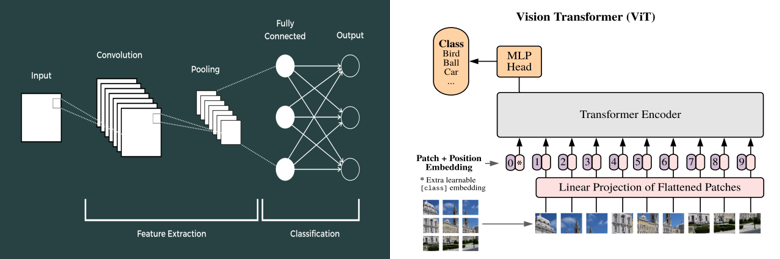 Fully
Connected
Output
Convolution
Pooling
Input
Feature Extraction
Classification
Vision Transformer (ViT)
Class
Bird
Ball
Car
...
MLP
Head
Transformer Encoder
Patch + Position
Embedding
* Extra learnable
[class] embedding
0 * 1 2 3 4 5 6 7 8 9
Linear Projection of Flattened Patches